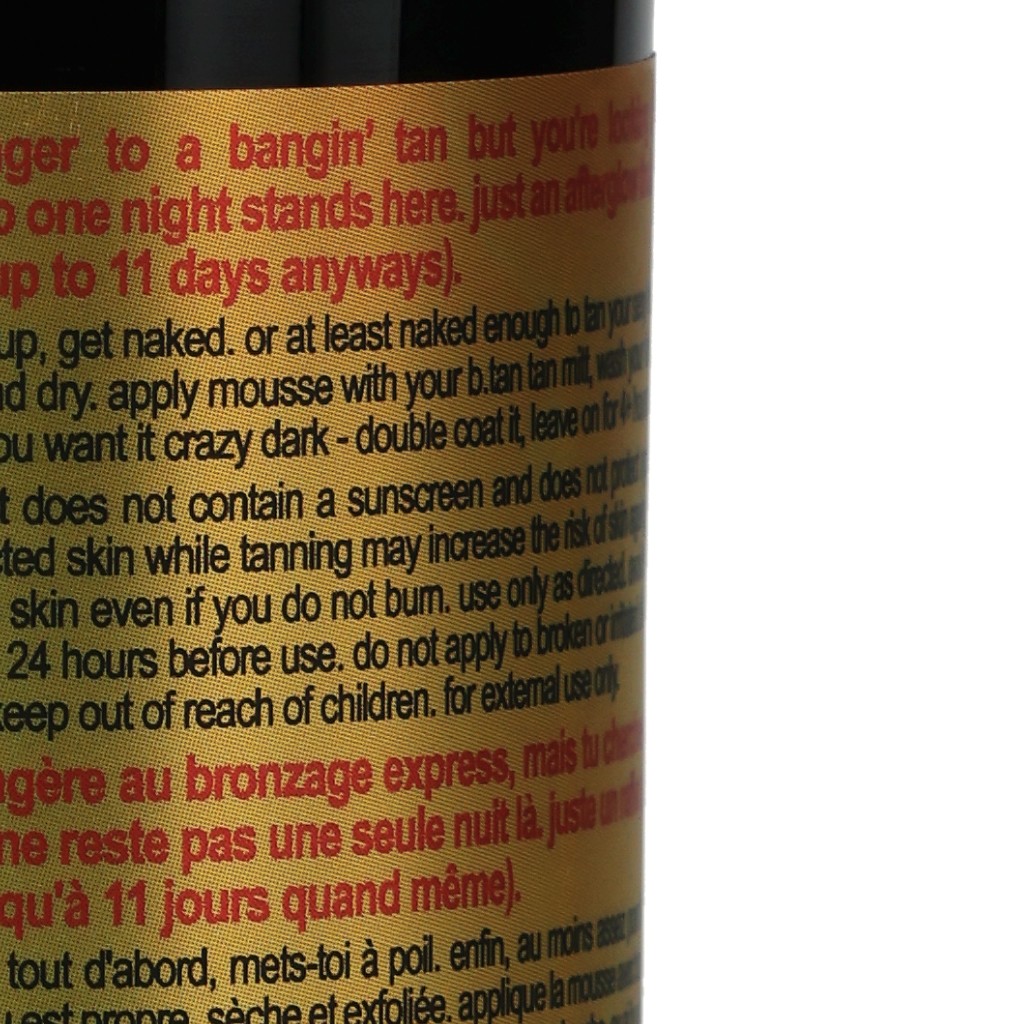 to a bangin' tan but you're
one night stands here. just an afterglow
up to 11 days anyways).
up, get naked. or at least naked enough to tan your
dry. apply mousse with your b.tan tan mitt, wash
want it crazy dark - double coat it, leave on for 4+
does not contain a sunscreen and does not protect
skin while tanning may increase the risk of skin
skin even if you do not burn. use only as directed.
24 hours before use. do not apply to broken or irritated
keep out of reach of children. for external use only.
au bronzage express, mais tu
ne reste pas une seule nuit là. juste un
qu'à 11 jours quand même).
tout d'abord, mets-toi à poil. enfin, au moins assez
est propre, sèche et exfoliée. applique la mousse